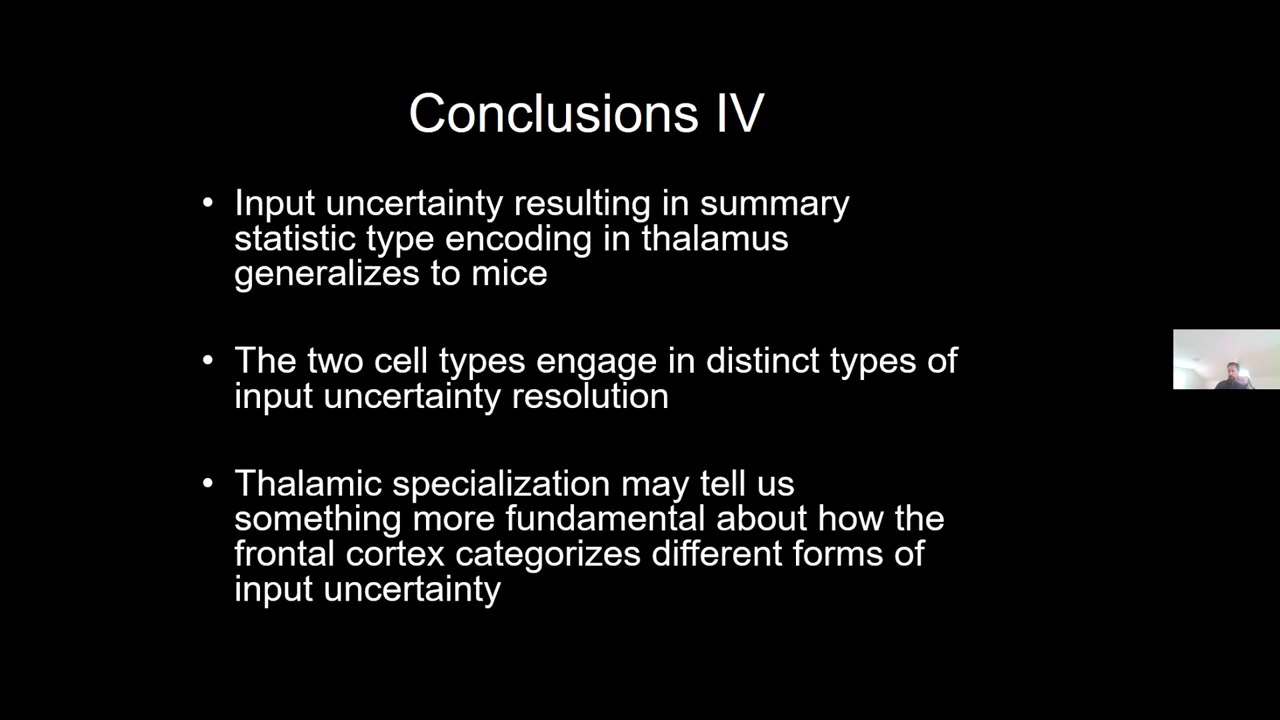 Conclusions IV
• Input uncertainty resulting in summary
statistic type encoding in thalamus
generalizes to mice
• The two cell types engage in distinct types of
input uncertainty resolution
• Thalamic specialization may tell us
something more fundamental about how the
frontal cortex categorizes different forms of
input uncertainty